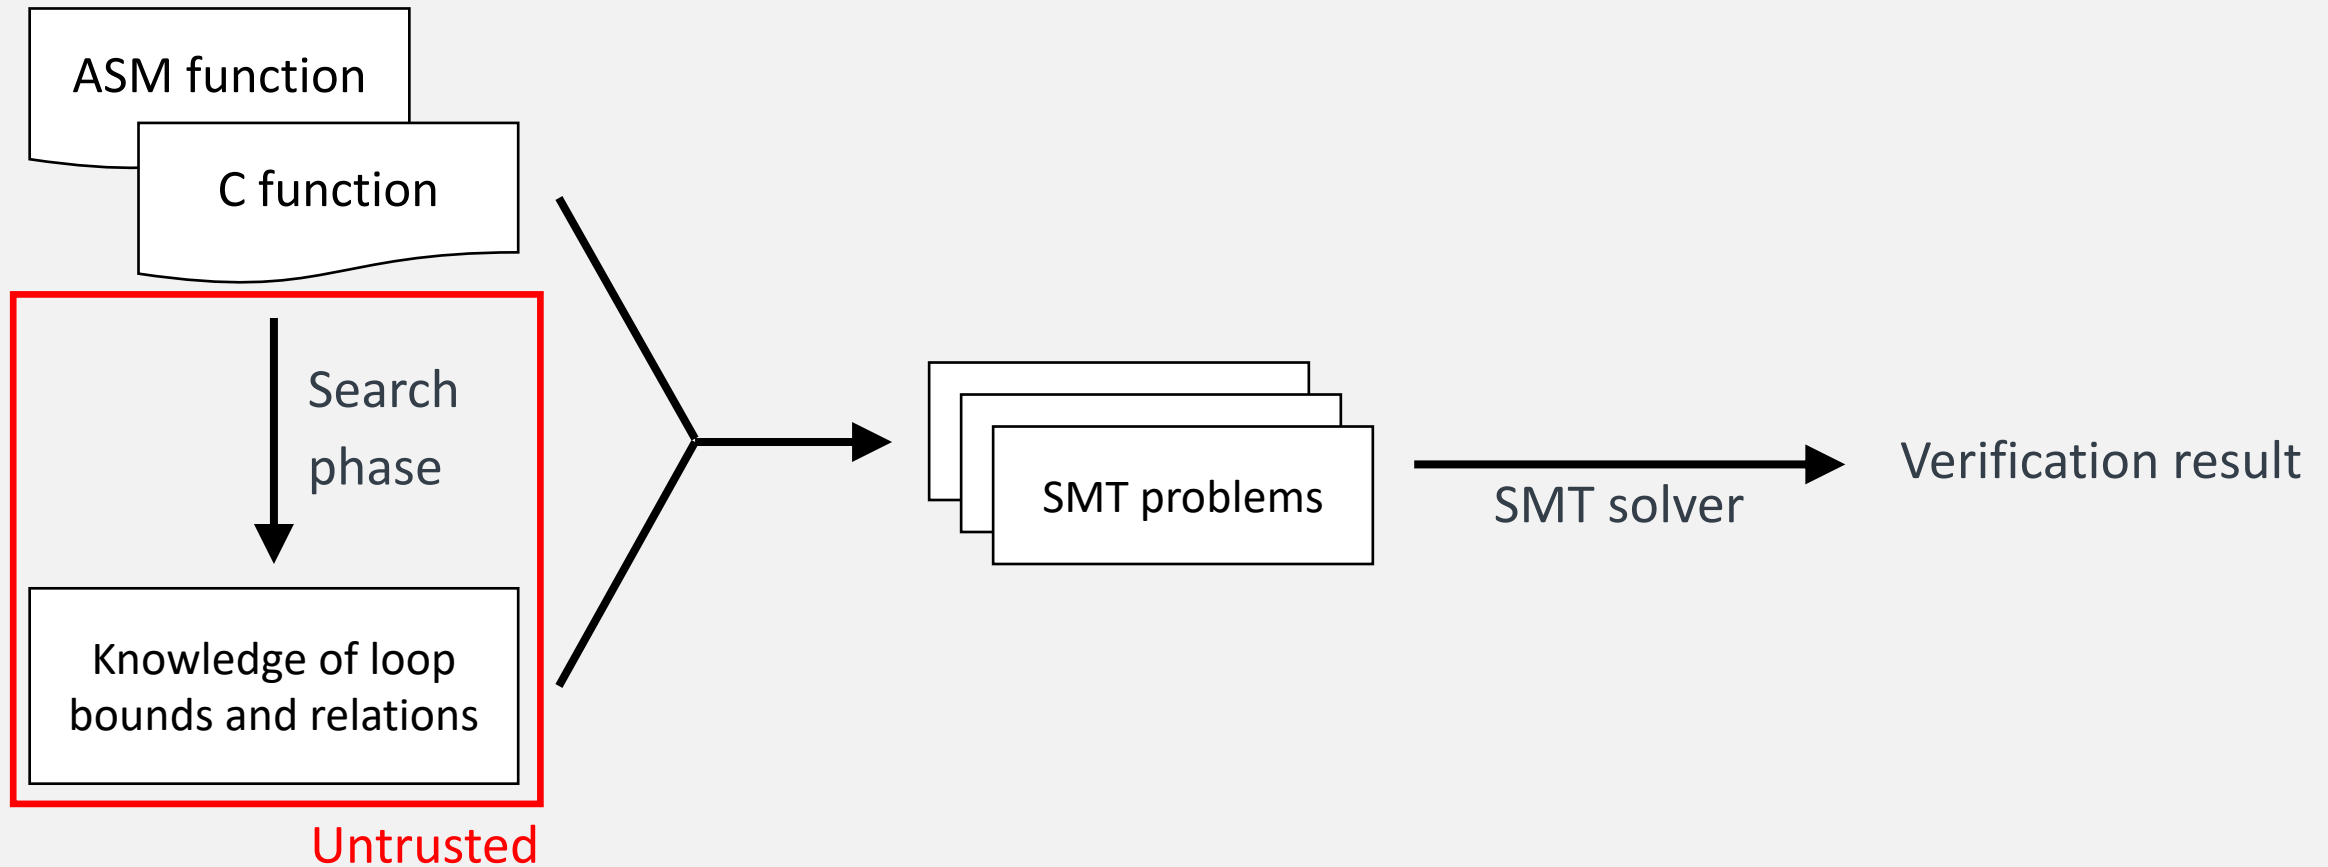 ASM function
C function
Search
phase
Knowledge of loop
bounds and relations
Untrusted
SMT problems
SMT solver
Verification result